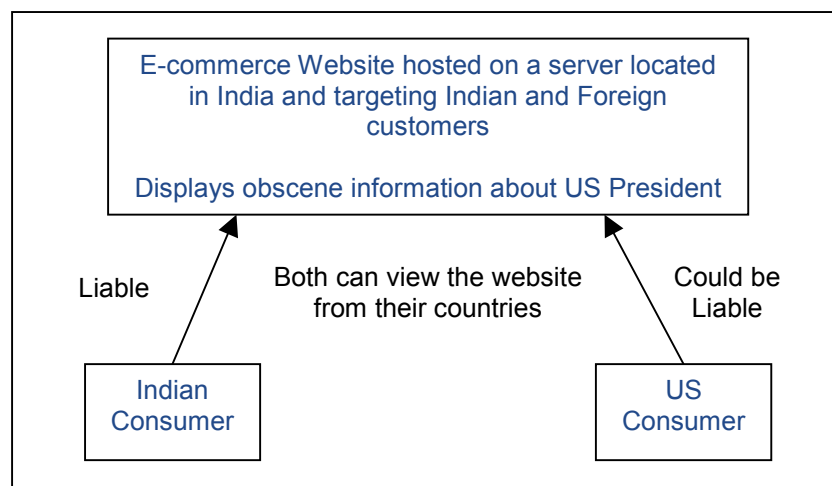 E-commerce Website hosted on a server located
in India and targeting Indian and Foreign
customers
Displays obscene information about US President
Liable
Both can view the website
from their countries
Could be
Liable
Indian
Consumer
US
Consumer